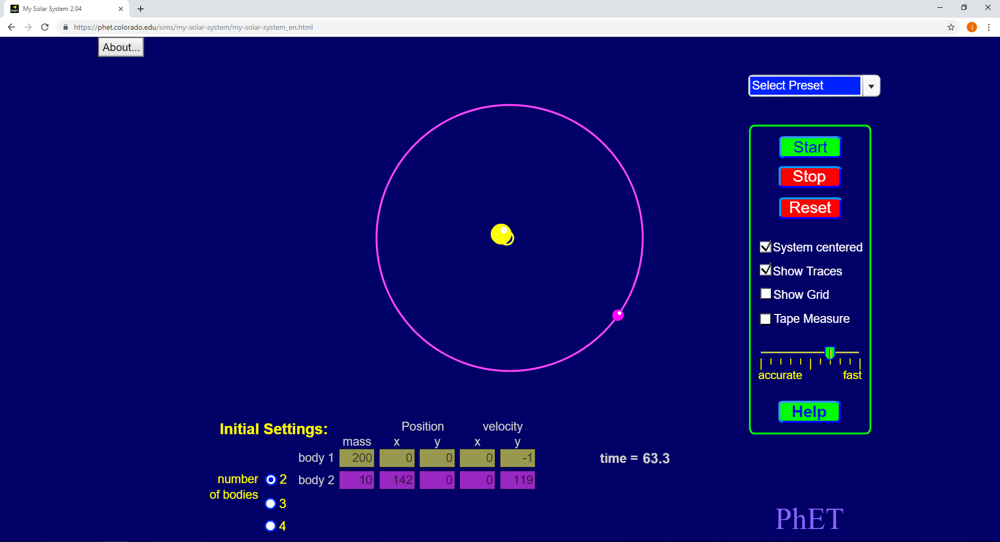 My Solar System 2.04
https://phet.colorado.edu/sims/my-solar-system/my-solar-system_en.html
j
About...
Select Preset
Start
Stop
Reset
System centered
Show Traces
Show Grid
Tape Measure
accurate fast
Help
Initial Settings: Position velocity
mass x y x y
body 1 200 0 0 0 -1
body 2 10 142 0 0 119
number of bodies
2
3
4
time = 63.3
PhET